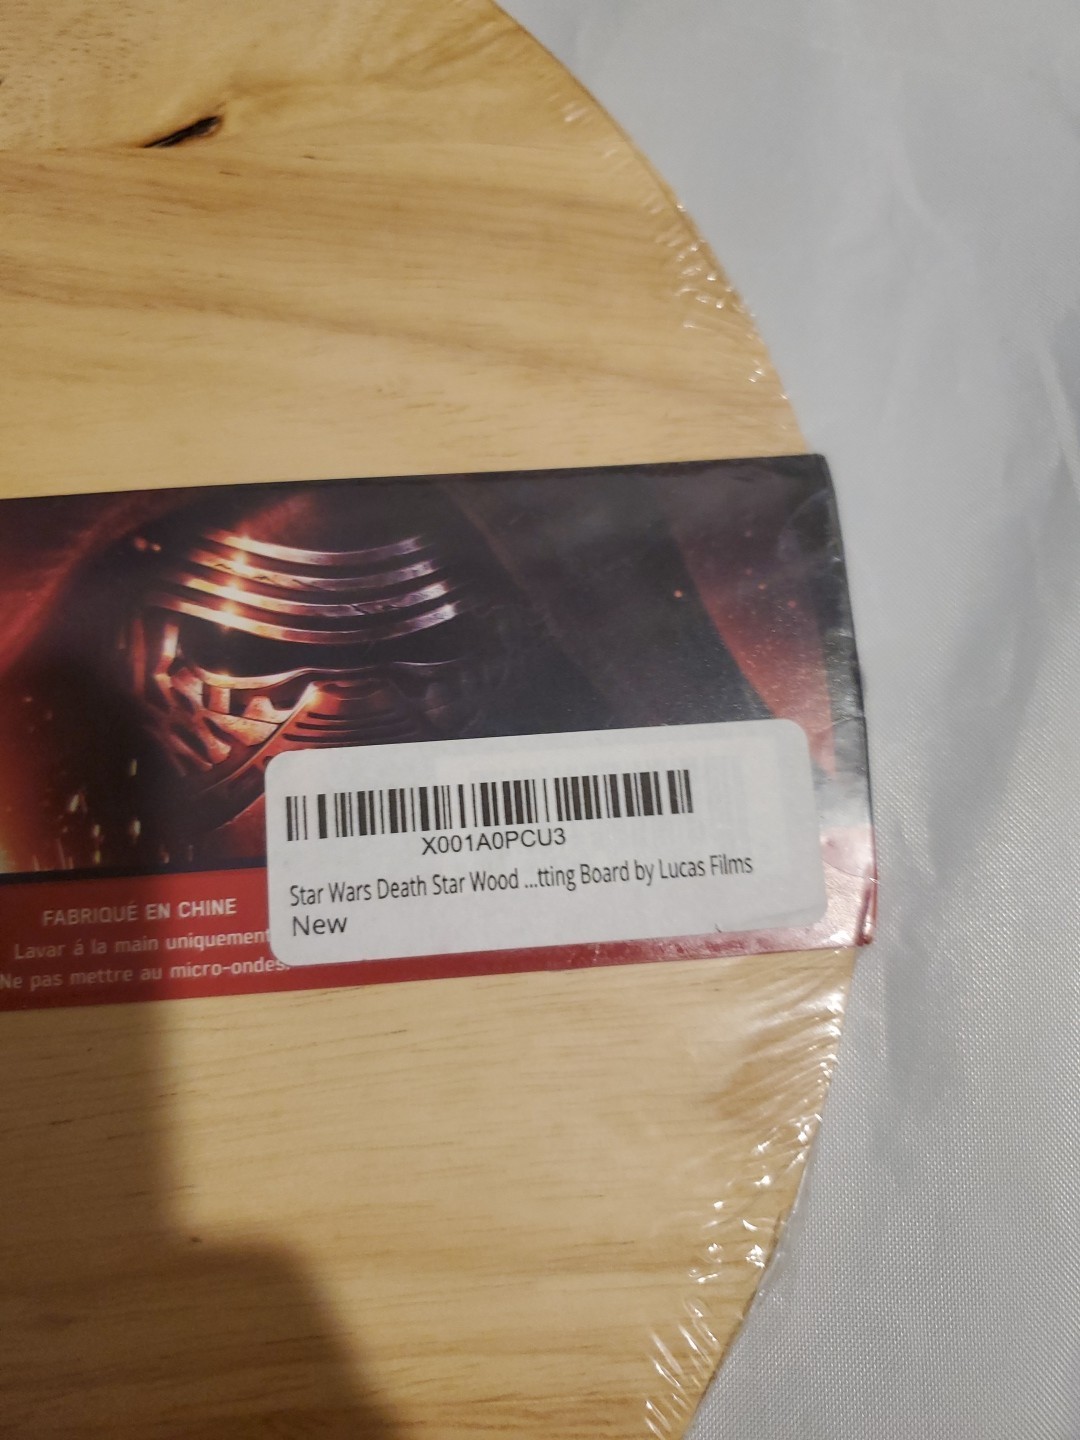 X001A0PCU3
Star Wars Death Star Wood ...tting Board by Lucas Films
New
FABRIQUÉ EN CHINE
Lavar á la main uniquement
Ne pas mettre au micro-ondes.